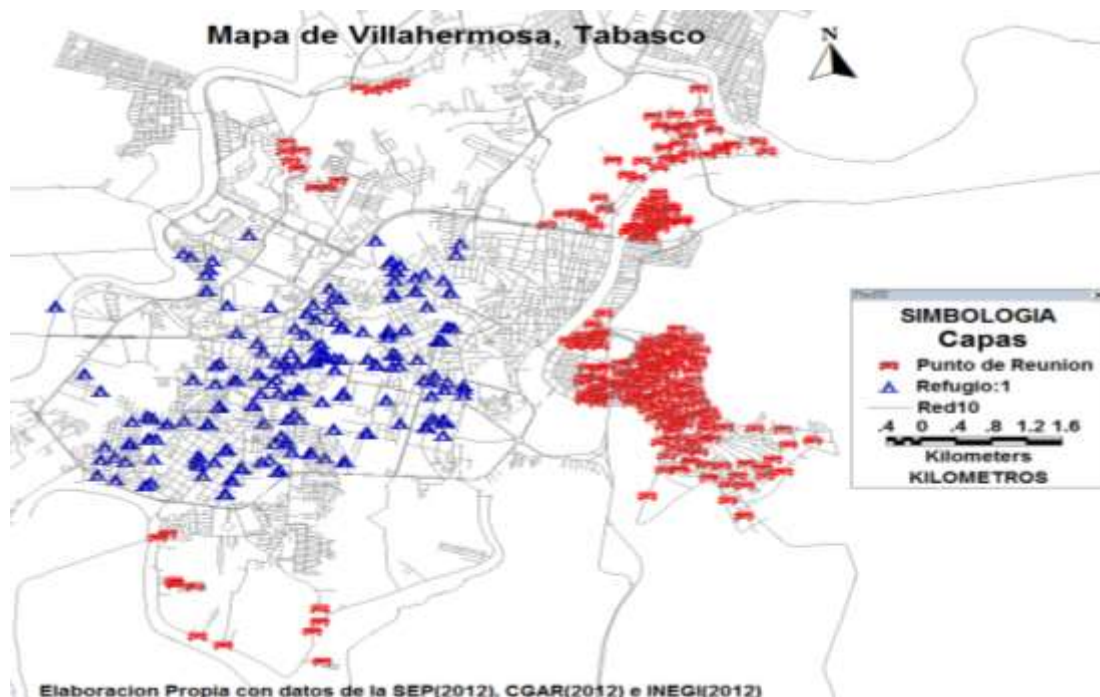 Mapa de Villahermosa, Tabasco
N
SIMBOLOGIA
Capas
Punto de Reunion
Refugio:1
Red10
.4 0 .4 .8 1.2 1.6
Kilometers
KILOMETROS
Elaboracion Propia con datos de la SEP(2012), CGAR(2012) e INEGI(2012)